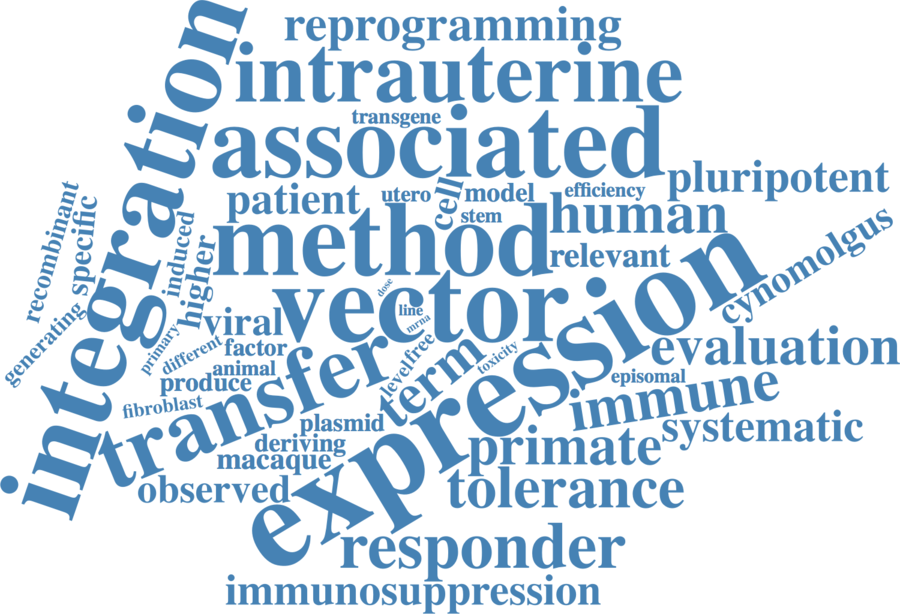 reprogramming
intrauterine
integration
transgene
associated
pluripotent
patient
utero
cell
model
efficiency
stem
human
recombinant
specific
induced
higher
method
relevant
cynomolgus
generating
primary
viral
vector
dose
line
mrna
expression
different
factor
transfer
level
free
term
toxicity
evaluation
animal
produce
episomal
fibroblast
immune
plasmid
deriving
macaque
primate
systematic
observed
tolerance
responder
immunosuppression